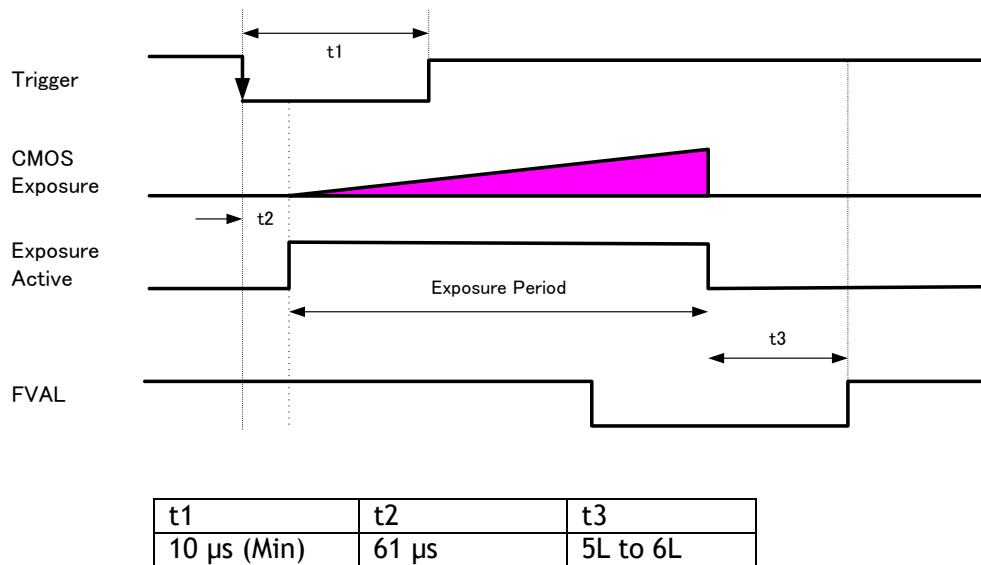 t1
Trigger
CMOS
Exposure
t2
Exposure
Active
Exposure Period
t3
FVAL
t1 t2 t3
10 µs (Min) 61 µs 5L to 6L